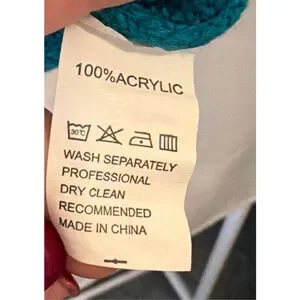 100%ACRYLIC
30°C
WASH SEPARATELY
PROFESSIONAL
DRY CLEAN
RECOMMENDED
MADE IN CHINA